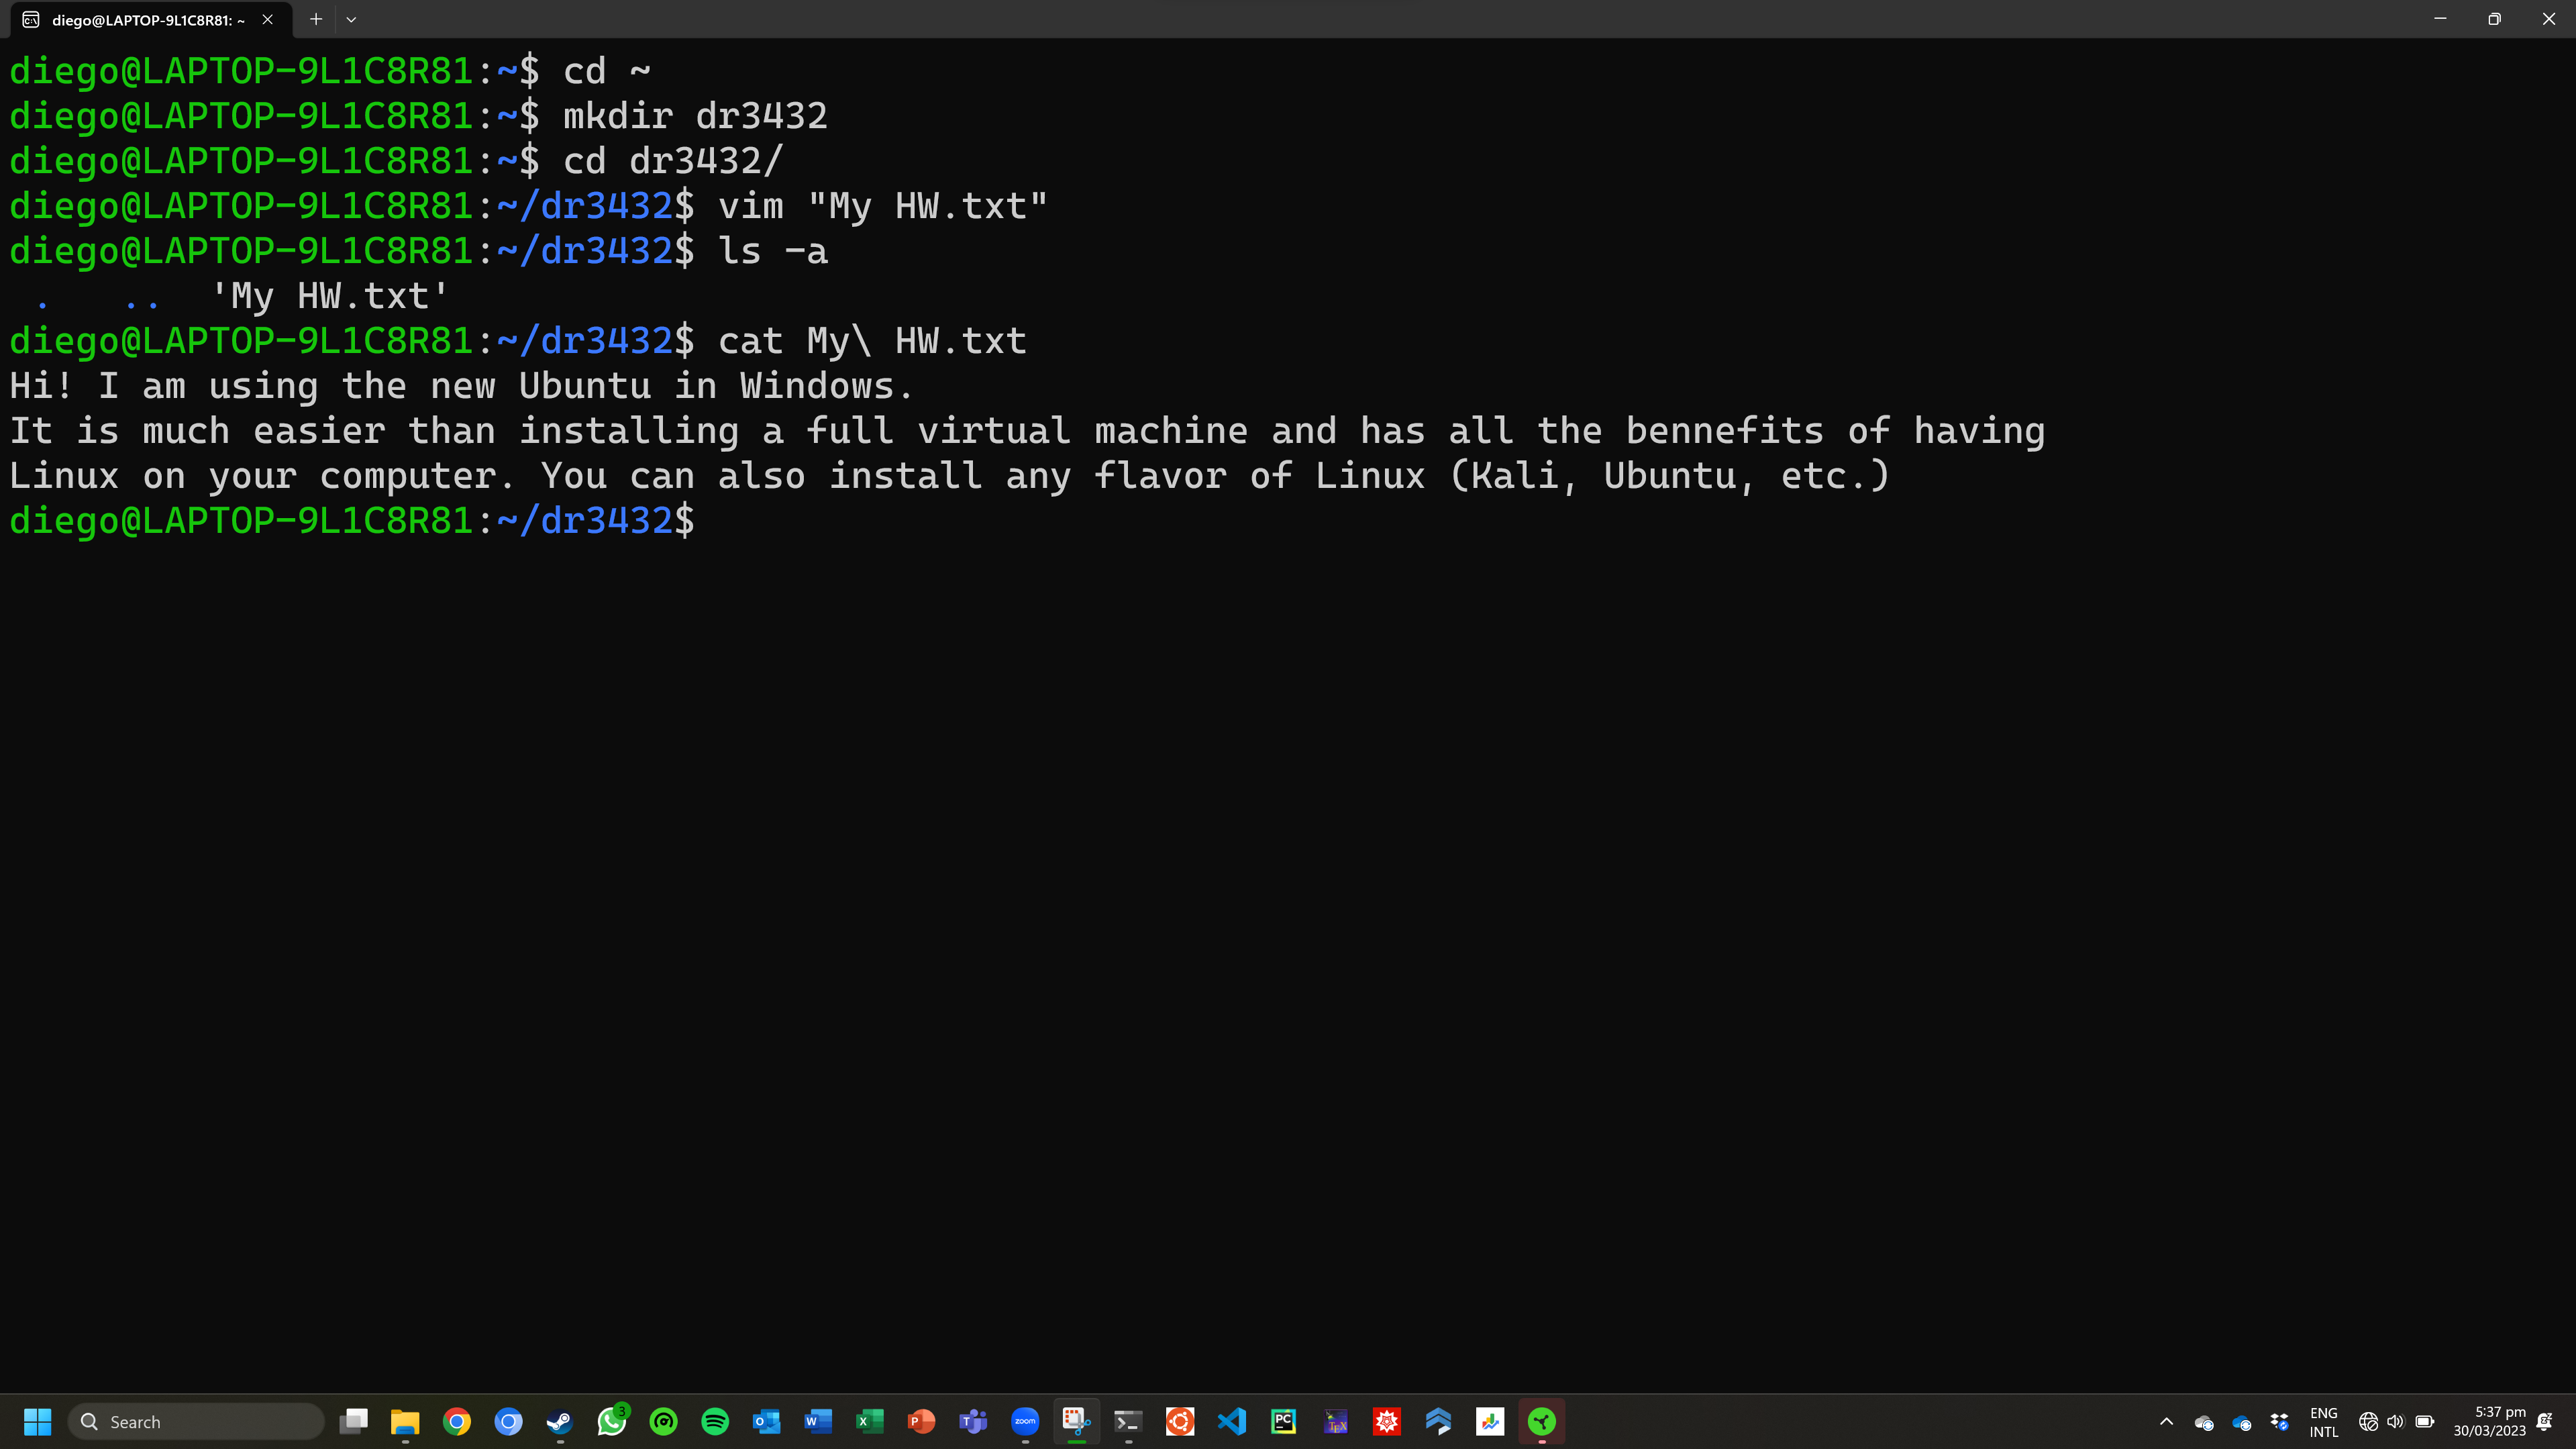 diego@LAPTOP-9L1C8R81: ~
diego@LAPTOP-9L1C8R81:~$ cd ~
diego@LAPTOP-9L1C8R81:~$ mkdir dr3432
diego@LAPTOP-9L1C8R81:~$ cd dr3432/
diego@LAPTOP-9L1C8R81:~/dr3432$ vim "My HW.txt"
diego@LAPTOP-9L1C8R81:~/dr3432$ ls -a
.   ..  'My HW.txt'
diego@LAPTOP-9L1C8R81:~/dr3432$ cat My\ HW.txt
Hi! I am using the new Ubuntu in Windows.
It is much easier than installing a full virtual machine and has all the bennefits of having
Linux on your computer. You can also install any flavor of Linux (Kali, Ubuntu, etc.)
diego@LAPTOP-9L1C8R81:~/dr3432$
Search
3
zoom
PC
TEX
ENG
INTL
5:37 pm
30/03/2023